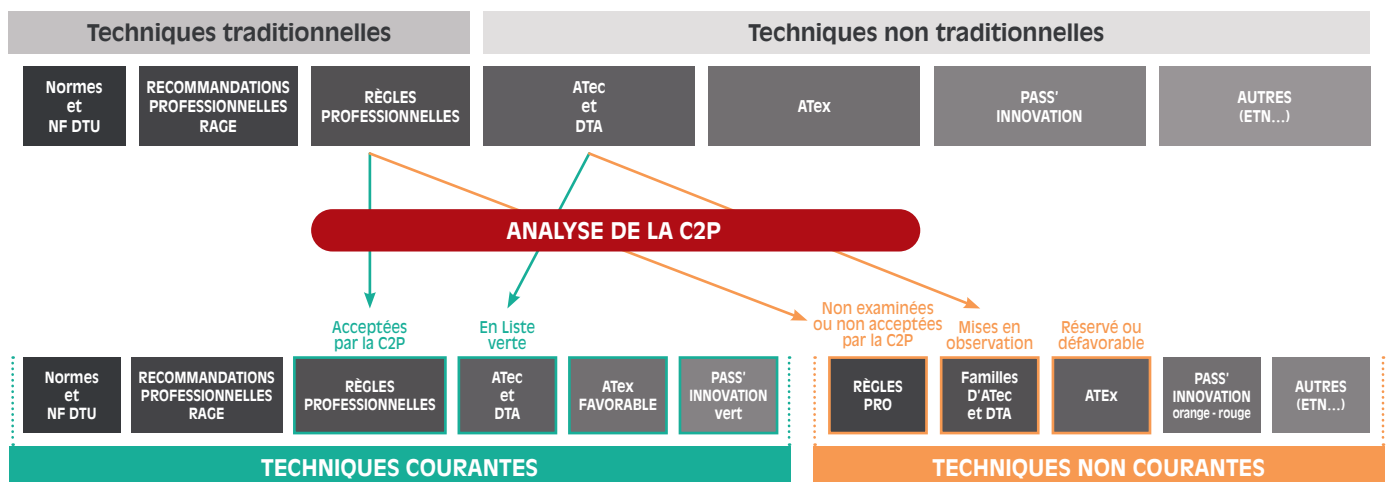 Techniques traditionnelles
Techniques non traditionnelles
Normes
et
NF DTU
RECOMMANDATIONS
PROFESSIONNELLES
RAGE
RÈGLES
PROFESSIONNELLES
ATec
et
DTA
ATex
PASS'
INNOVATION
AUTRES
(ETN...)
ANALYSE DE LA C2P
Acceptées
par la C2P
En Liste
verte
Non examinées
ou non acceptées
par la C2P
Mises en
observation
Réservé ou
défavorable
Normes
et
NF DTU
RECOMMANDATIONS
PROFESSIONNELLES
RAGE
RÈGLES
PROFESSIONNELLES
ATec
et
DTA
ATex
FAVORABLE
PASS'
INNOVATION
vert
RÈGLES
PRO
Familles
D'ATec
et DTA
ATEx
PASS'
INNOVATION
orange - rouge
AUTRES
(ETN...)
TECHNIQUES COURANTES
TECHNIQUES NON COURANTES